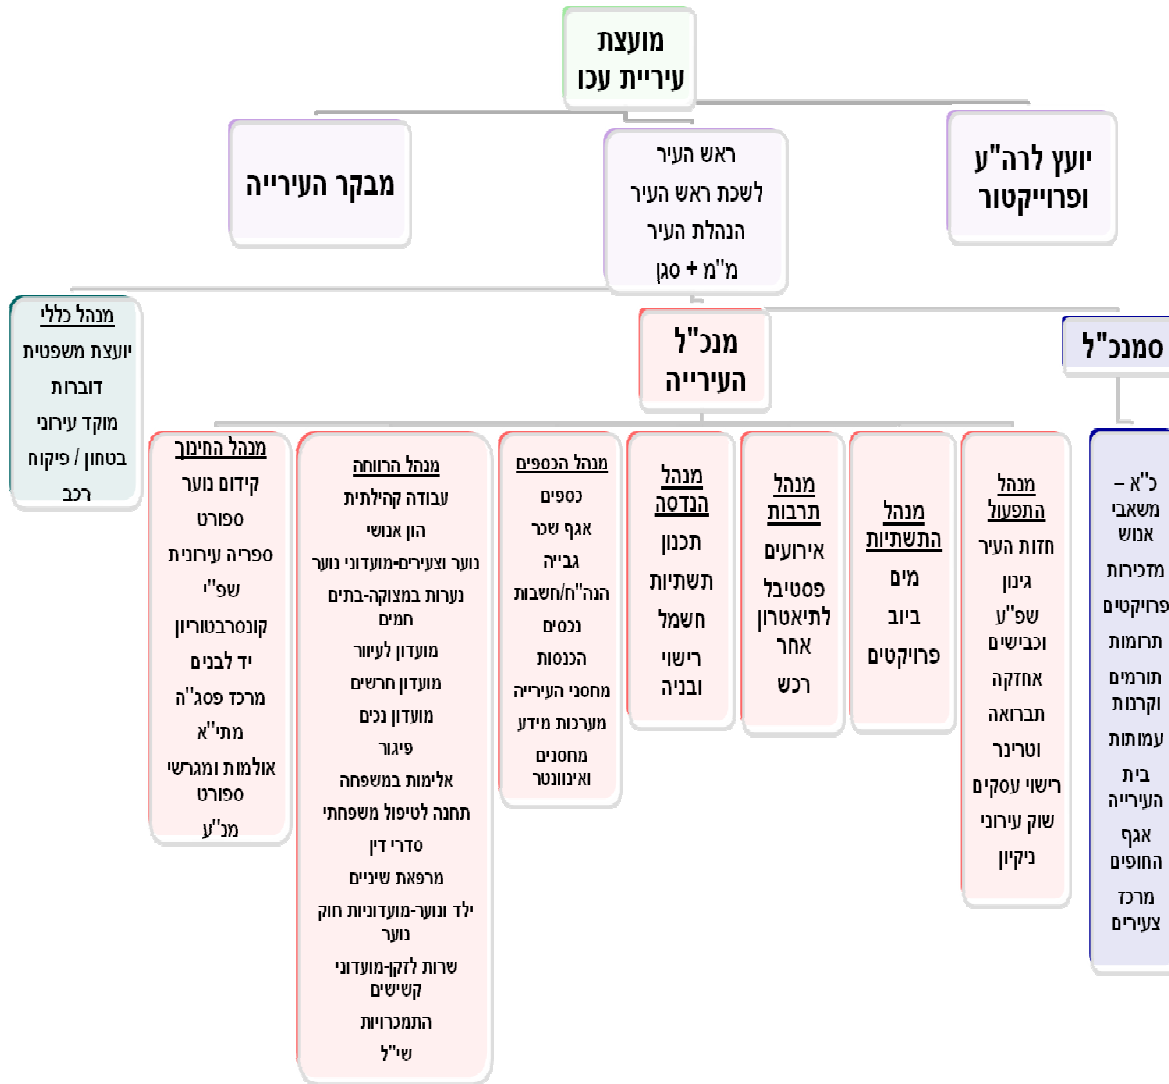 מועצת
עיריית עכו
יועץ לרה"ע
ופרוייקטור
ראש העיר
לשכת ראש העיר
הנהלת העיר
מ"מ + סגן
מבקר העירייה
סמנכ"ל
מנכ"ל
העירייה
מנהל כללי
יועצת משפטית
דוברות
מוקד עירוני
בטחון / פיקוח
רכב
כ"א –
משאבי
אנוש
מזכירות
פרויקטים
תרומות
תורמים
וקרנות
עמותות
בית
העירייה
אגף
החופים
מרכז
צעירים
מנהל
התפעול
חזות העיר
גינון
שפ"ע
וכבישים
אחזקה
תברואה
וטרינר
רישוי עסקים
שוק עירוני
ניקיון
מנהל
התשתיות
מים
ביוב
פרויקטים
מנהל
תרבות
אירועים
פסטיבל
לתיאטרון
אחר
רכש
מנהל
הנדסה
תכנון
תשתיות
חשמל
רישוי
ובניה
מנהל הכספים
כספים
אגף שכר
גבייה
הנה"ח/חשבות
נכסים
הכנסות
מחסני העירייה
מערכות מידע
מחסנים
ואינוונטר
מנהל הרווחה
עבודה קהילתית
הון אנושי
נוער וצעירים-מועדוני נוער
נערות במצוקה-בתים
חמים
מועדון לעיוור
מועדון חרשים
מועדון נכים
פיגור
אלימות במשפחה
תחנה לטיפול משפחתי
סדרי דין
מרפאת שיניים
ילד ונוער-מועדוניות חוק
נוער
שרות לזקן-מועדוני
קשישים
התמכרויות
שי"ל
מנהל החינוך
קידום נוער
ספורט
ספריה עירונית
שפ"י
קונסרבטוריון
יד לבנים
מרכז פסג"ה
מתי"א
אולמות ומגרשי
ספורט
מנ"ע